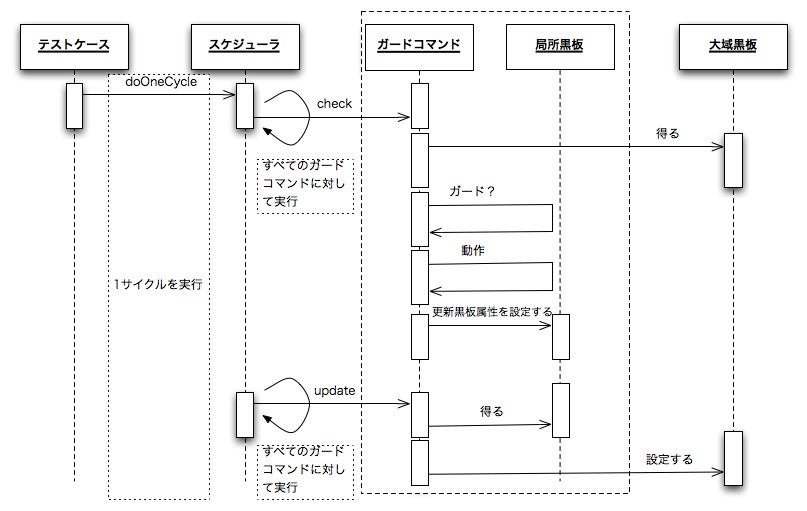 テストケース
スケジューラ
ガードコマンド
局所黒板
大域黒板
doOneCycle
check
得る
すべてのガード
コマンドに対し
て実行
ガード？
動作
1サイクルを実行
更新黒板属性を設定する
update
得る
すべてのガード
コマンドに対し
て実行
設定する